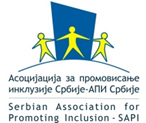 Асоцијација за промовисање
инклузије Србије-АПИ Србије
Serbian Association for
Promoting Inclusion - SAPI